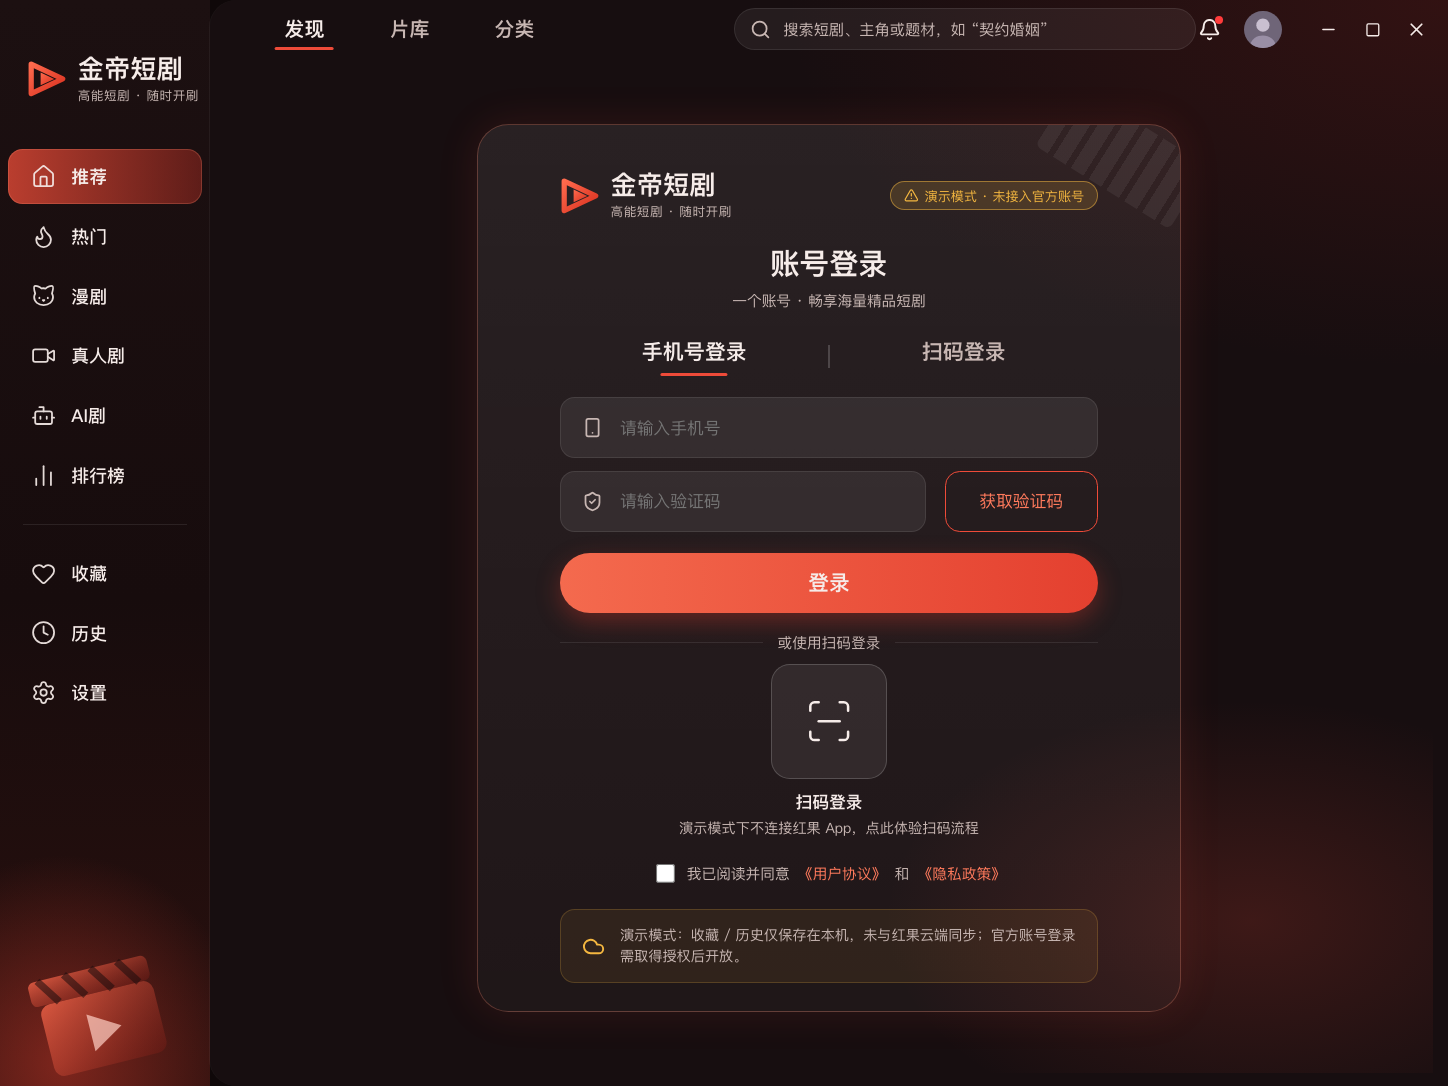 金帝短剧
高能短剧 · 随时开刷
推荐
热门
漫剧
真人剧
AI剧
排行榜
收藏
历史
设置
发现 片库 分类
搜索短剧、主角或题材，如 “契约婚姻”
金帝短剧
高能短剧 · 随时开刷
演示模式 · 未接入官方账号
账号登录
一个账号 · 畅享海量精品短剧
手机号登录 扫码登录
请输入手机号
请输入验证码 获取验证码
登录
或使用扫码登录
扫码登录
演示模式下不连接红果 App，点此体验扫码流程
我已阅读并同意 《用户协议》 和 《隐私政策》
演示模式：收藏 / 历史仅保存在本机，未与红果云端同步；官方账号登录
需取得授权后开放。